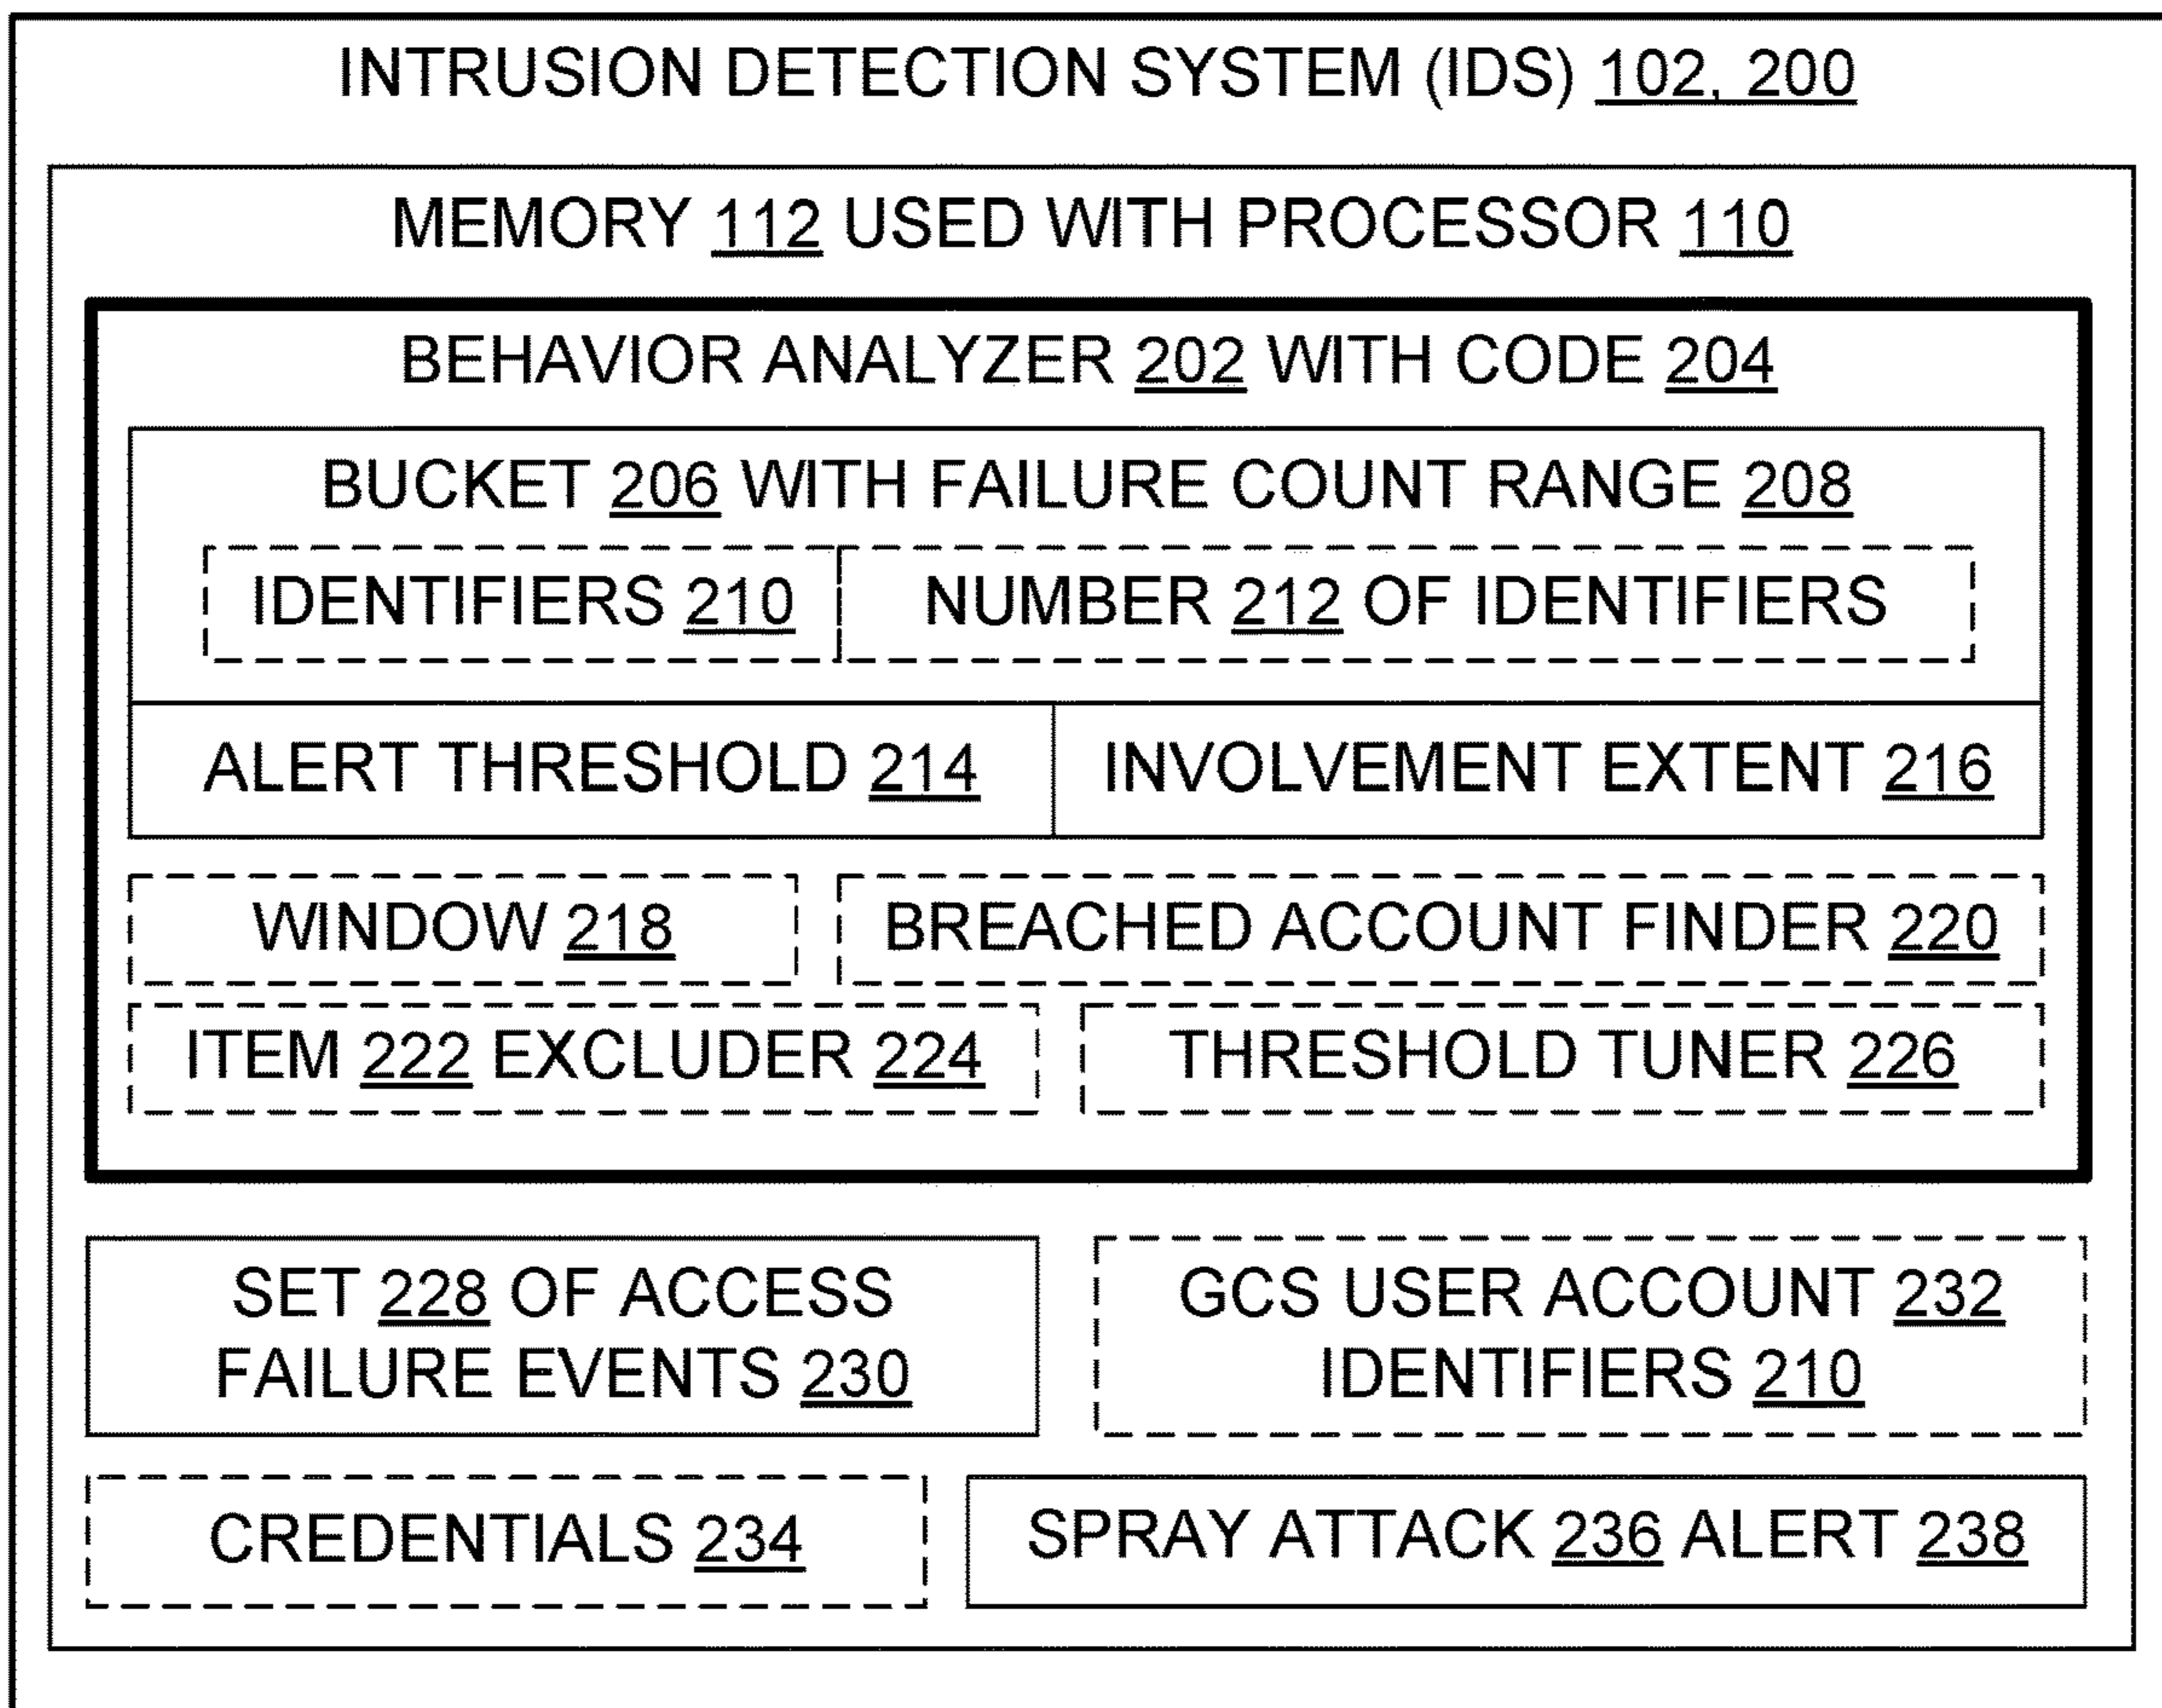 INTRUSION DETECTION SYSTEM (IDS) 102, 200
MEMORY 112 USED WITH PROCESSOR 110
BEHAVIOR ANALYZER 202 WITH CODE 204
BUCKET 206 WITH FAILURE COUNT RANGE 208
IDENTIFIERS 210
NUMBER 212 OF IDENTIFIERS
ALERT THRESHOLD 214
INVOLVEMENT EXTENT 216
WINDOW 218
BREACHED ACCOUNT FINDER 220
ITEM 222 EXCLUDER 224
THRESHOLD TUNER 226
SET 228 OF ACCESS
FAILURE EVENTS 230
GCS USER ACCOUNT 232
IDENTIFIERS 210
CREDENTIALS 234
SPRAY ATTACK 236 ALERT 238